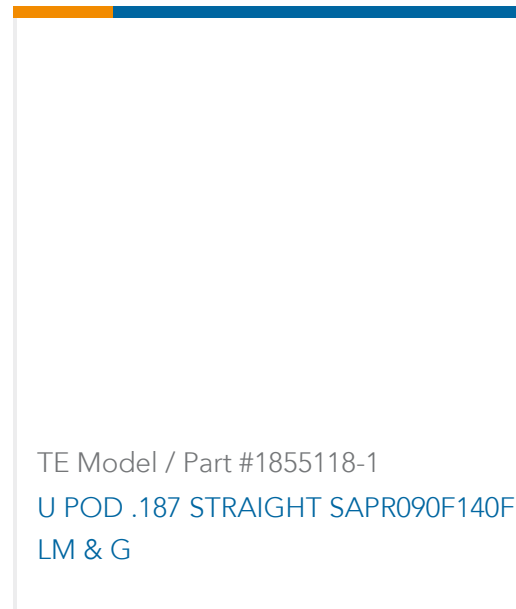 TE Model / Part #1855118-1
U POD .187 STRAIGHT SAPR090F140F
LM & G